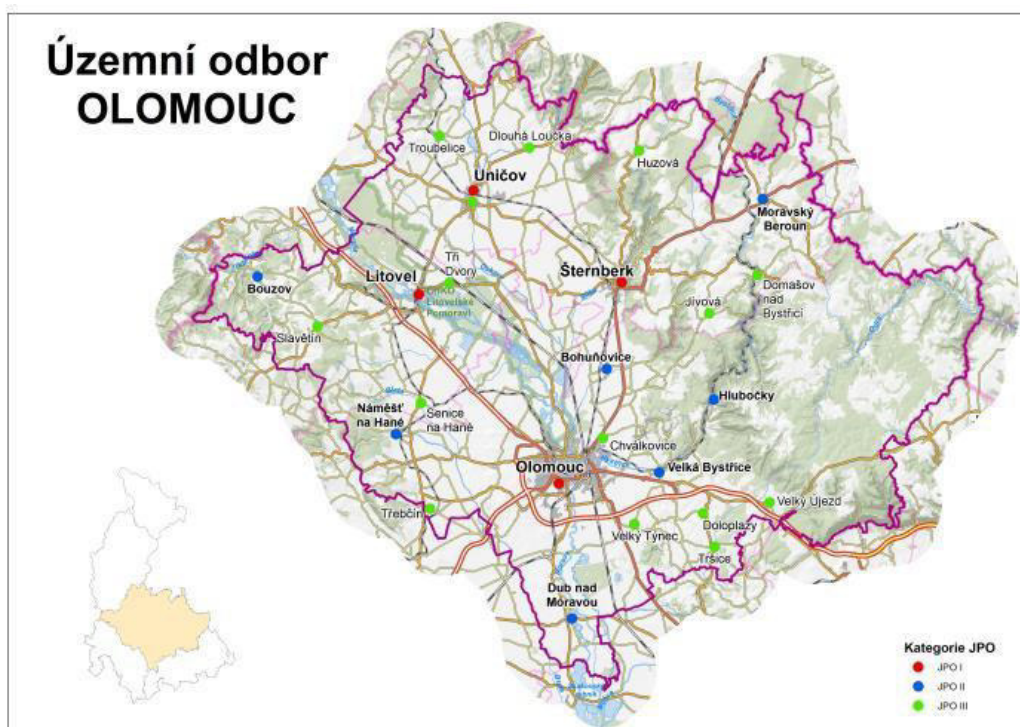 Územní odbor
OLOMOUC
Troubelice
Dlouhá Loučka
Huzová
Uničov
Moravský
Beroun
Tři
Dvory
Litovel
Šternberk
Bouzov
Litovelské
Pomoraví
Domašov
nad
Bystřicí
Jívová
Slavětín
Bohuňovice
Hlubočky
Náměšť
na Hané
Senice
na Hané
Chválkovice
Olomouc
Velká Bystřice
Třebčín
Velký Újezd
Doloplazy
Velký Týnec
Tršice
Dub nad
Moravou
Kategorie JPO
JPO I
JPO II
JPO III